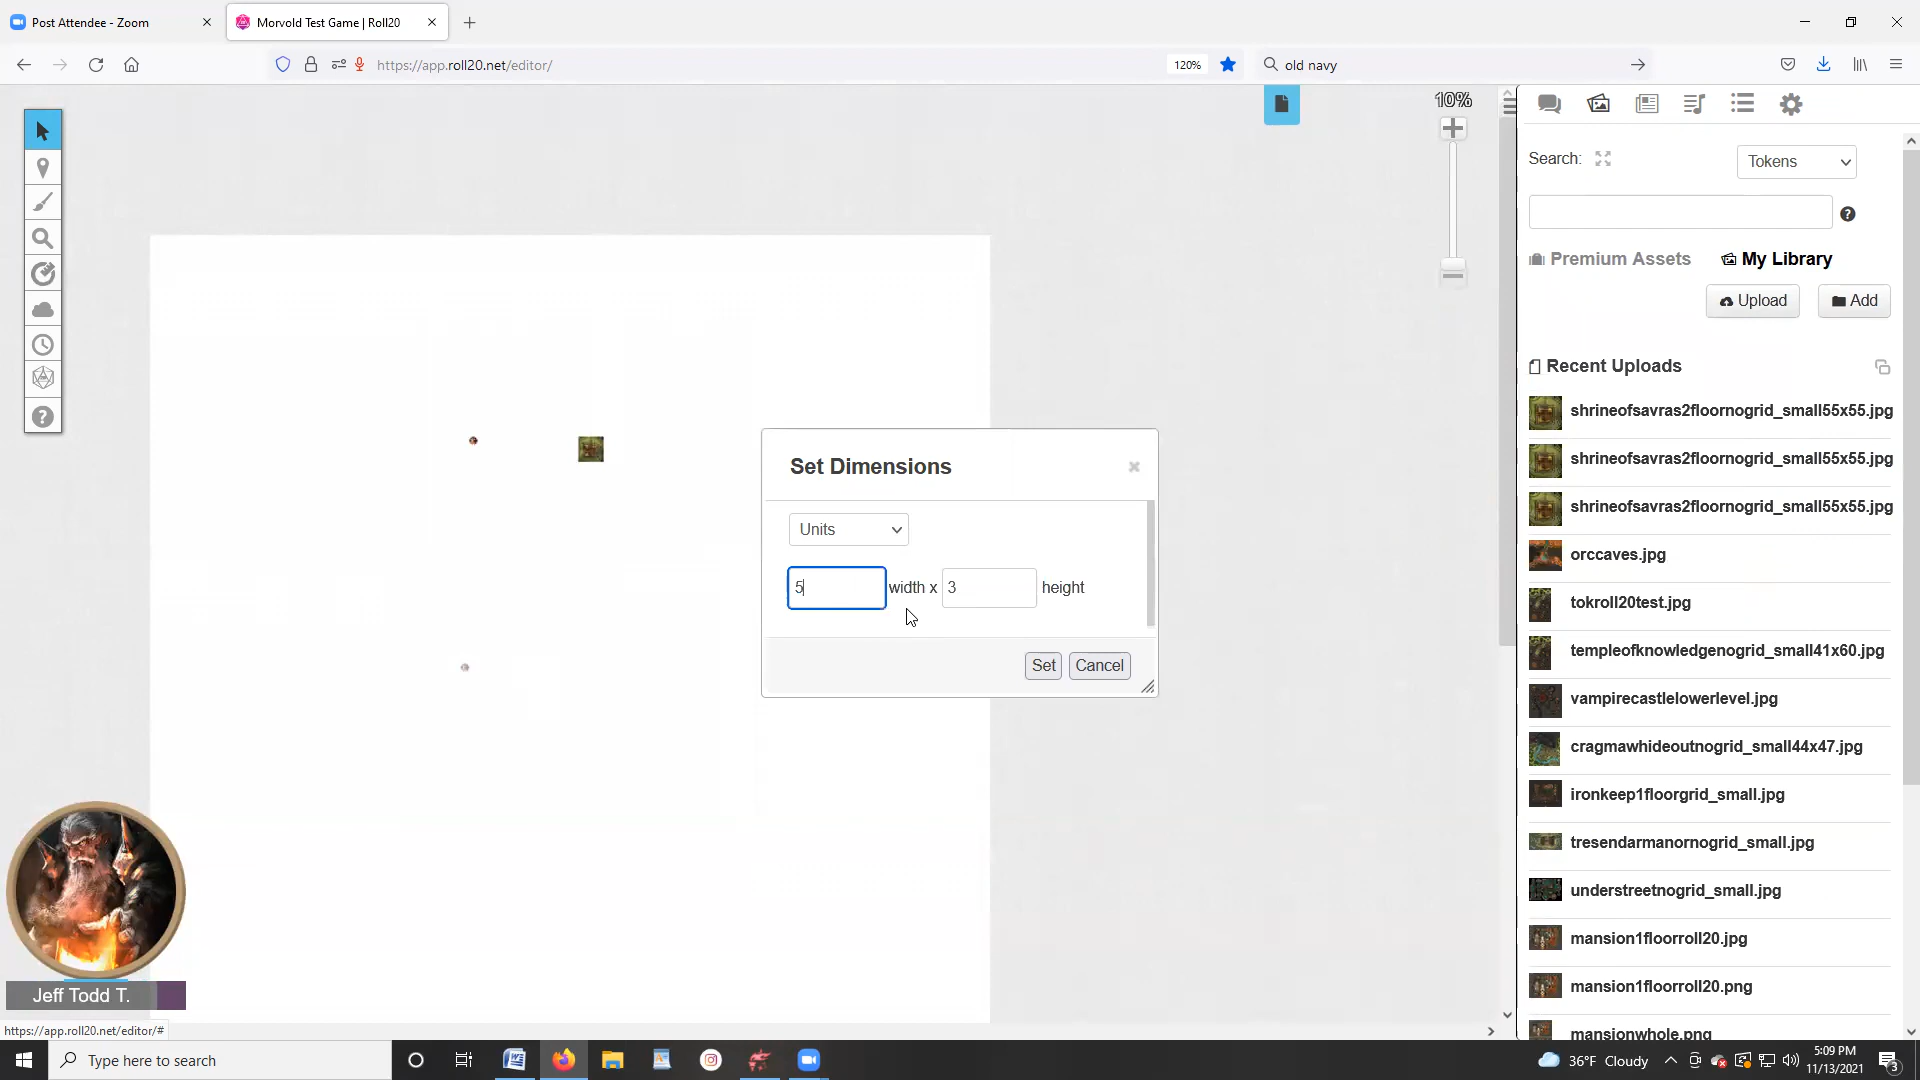 Post Attendee - Zoom
Morvold Test Game | Roll20
https://app.roll20.net/editor/
120%
old navy
10%
Search:
Tokens
Premium Assets
My Library
Upload
Add
Recent Uploads
shrineofsavras2floornogrid_small55x55.jpg
shrineofsavras2floornogrid_small55x55.jpg
shrineofsavras2floornogrid_small55x55.jpg
orccaves.jpg
tokroll20test.jpg
templeofknowledgenogrid_small41x60.jpg
vampirecastlelowerlevel.jpg
cragmawhideoutnogrid_small44x47.jpg
ironkeep1floorgrid_small.jpg
tresendarmanornogrid_small.jpg
understreetnogrid_small.jpg
mansion1floorroll20.jpg
mansion1floorroll20.png
mansionwhole.png
Set Dimensions
Units
5 width x 3 height
Set Cancel
Jeff Todd T.
https://app.roll20.net/editor/#
Type here to search
36°F Cloudy
5:09 PM
11/13/2021
3